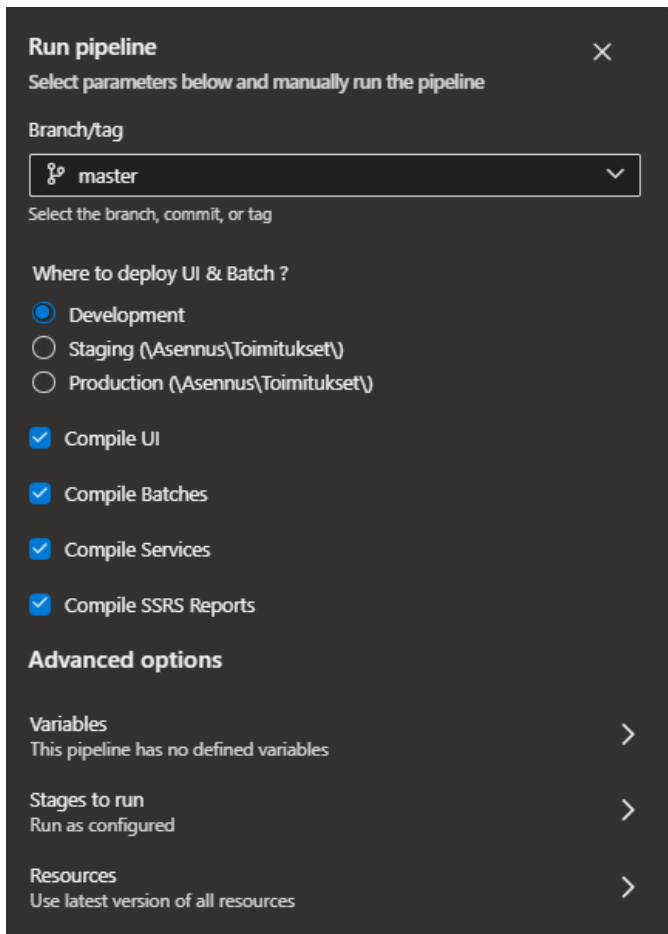 Run pipeline
Select parameters below and manually run the pipeline
Branch/tag
master
Select the branch, commit, or tag
Where to deploy UI & Batch ?
Development
Staging (\Asennus\Toimitukset\)
Production (\Asennus\Toimitukset\)
Compile UI
Compile Batches
Compile Services
Compile SSRS Reports
Advanced options
Variables
This pipeline has no defined variables
Stages to run
Run as configured
Resources
Use latest version of all resources